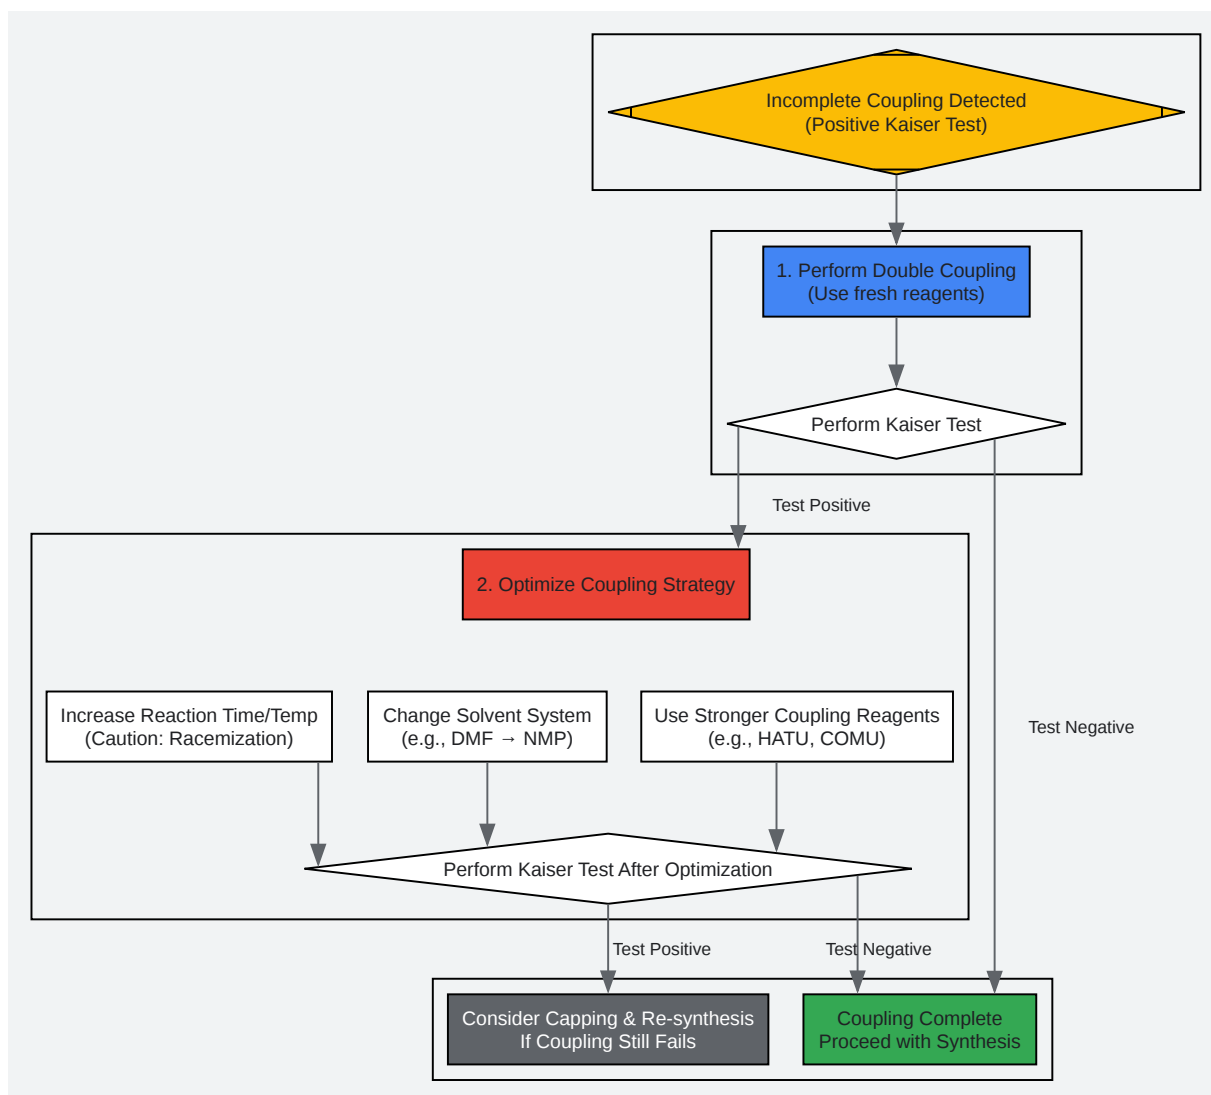 Incomplete Coupling Detected
(Positive Kaiser Test)
1. Perform Double Coupling
(Use fresh reagents)
Perform Kaiser Test
Test Positive
2. Optimize Coupling Strategy
Increase Reaction Time/Temp
(Caution: Racemization)
Change Solvent System
(e.g., DMF → NMP)
Use Stronger Coupling Reagents
(e.g., HATU, COMU)
Test Negative
Perform Kaiser Test After Optimization
Test Positive
Test Negative
Consider Capping & Re-synthesis
If Coupling Still Fails
Coupling Complete
Proceed with Synthesis